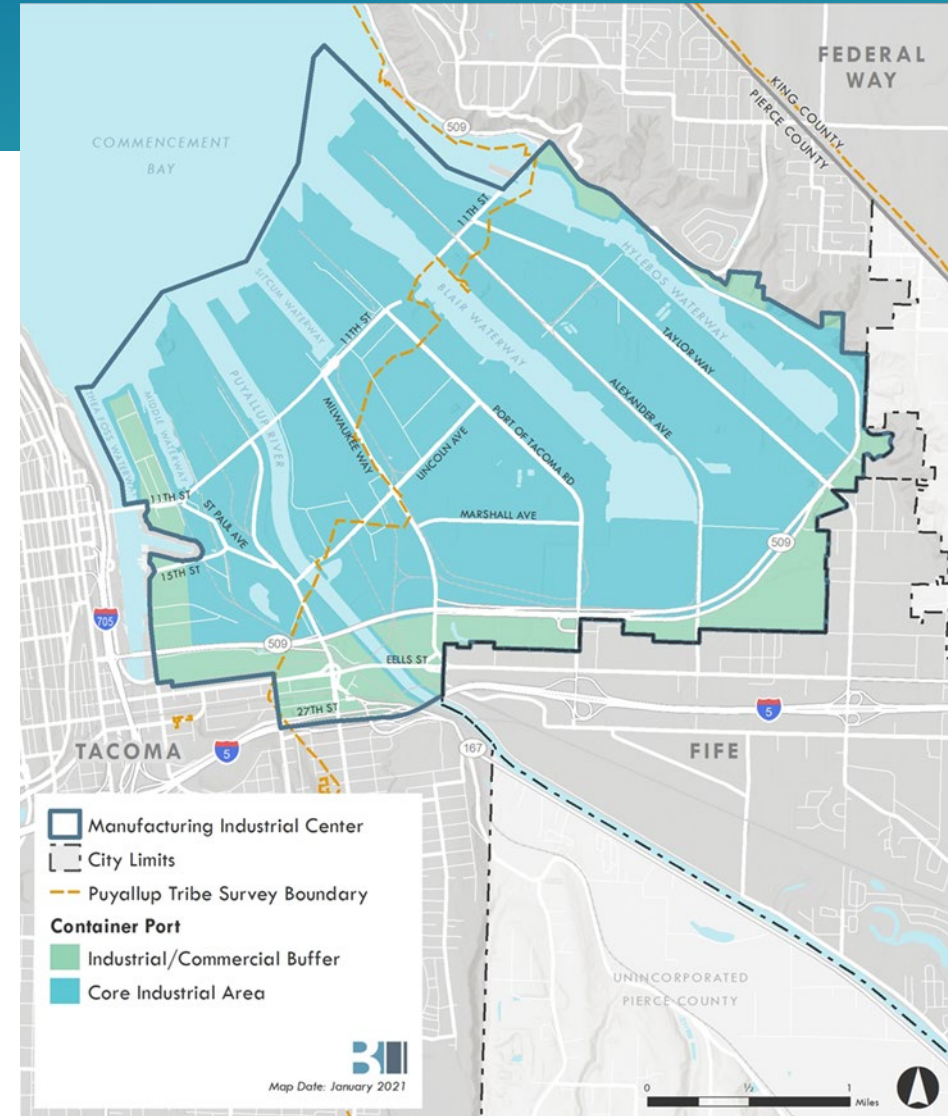 FEDERAL
WAY
KING COUNTY
PIERCE COUNTY
COMMENCEMENT
BAY
509
11TH ST
HYLEBOS WATERWAY
SITCUM WATERWAY
BLAIR WATERWAY
11TH ST
TAYLOR WAY
PUYALLUP RIVER
ALEXANDER AVE
THEA FOSS WATERWAY
MIDDLE WATERWAY
MILWAUKEE WAY
LINCOLN AVE
PORT OF TACOMA RD
11TH ST
ST PAUL AVE
MARSHALL AVE
509
15TH ST
705
509
EELLS ST
27TH ST
5
TACOMA
5
167
FIFE
Manufacturing Industrial Center
City Limits
Puyallup Tribe Survey Boundary
Container Port
Industrial/Commercial Buffer
Core Industrial Area
UNINCORPORATED
PIERCE COUNTY
Map Date: January 2021
0 ½ 1
Miles